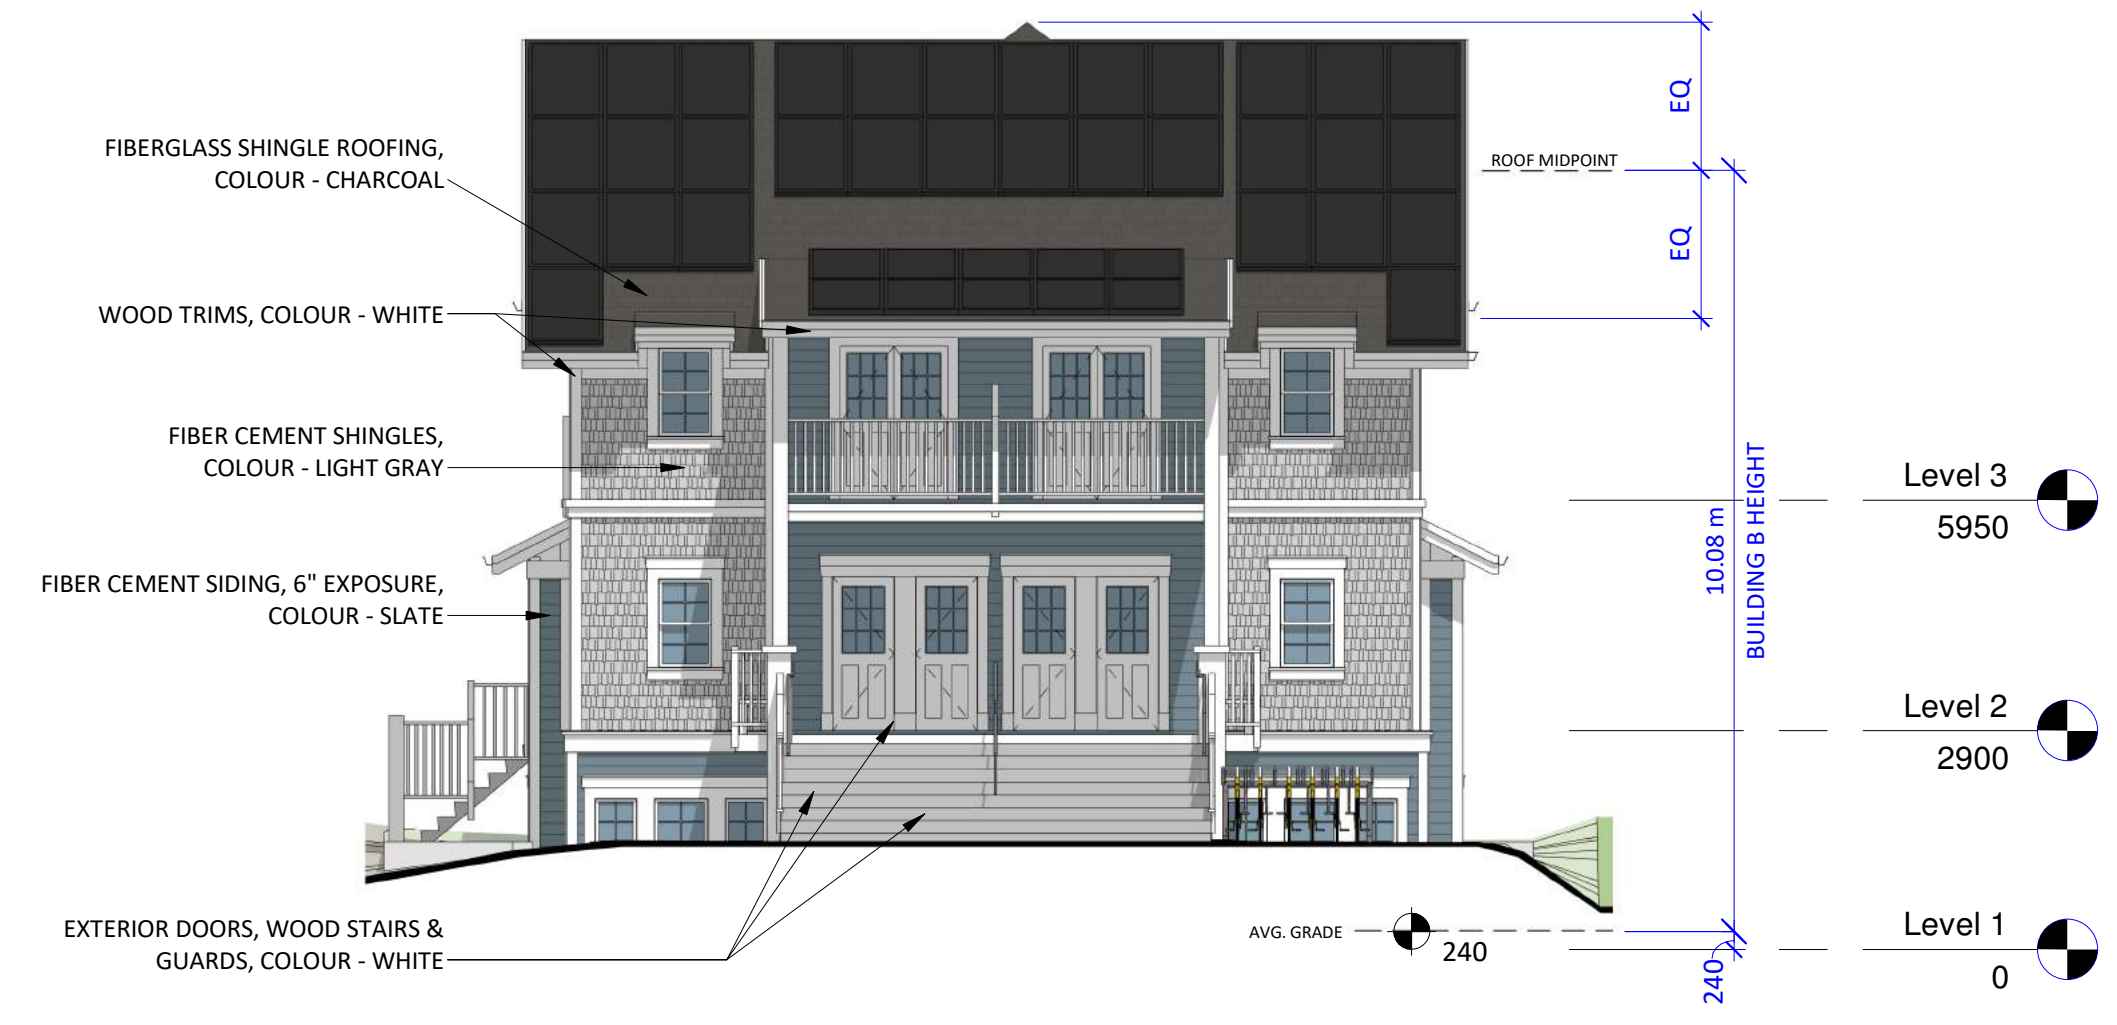 FIBERGLASS SHINGLE ROOFING,
COLOUR - CHARCOAL
WOOD TRIMS, COLOUR - WHITE
FIBER CEMENT SHINGLES,
COLOUR - LIGHT GRAY
FIBER CEMENT SIDING, 6" EXPOSURE,
COLOUR - SLATE
EXTERIOR DOORS, WOOD STAIRS &
GUARDS, COLOUR - WHITE
EQ
ROOF MIDPOINT
EQ
10.08 m
BUILDING B HEIGHT
Level 3
5950
Level 2
2900
AVG. GRADE
240
240
Level 1
0